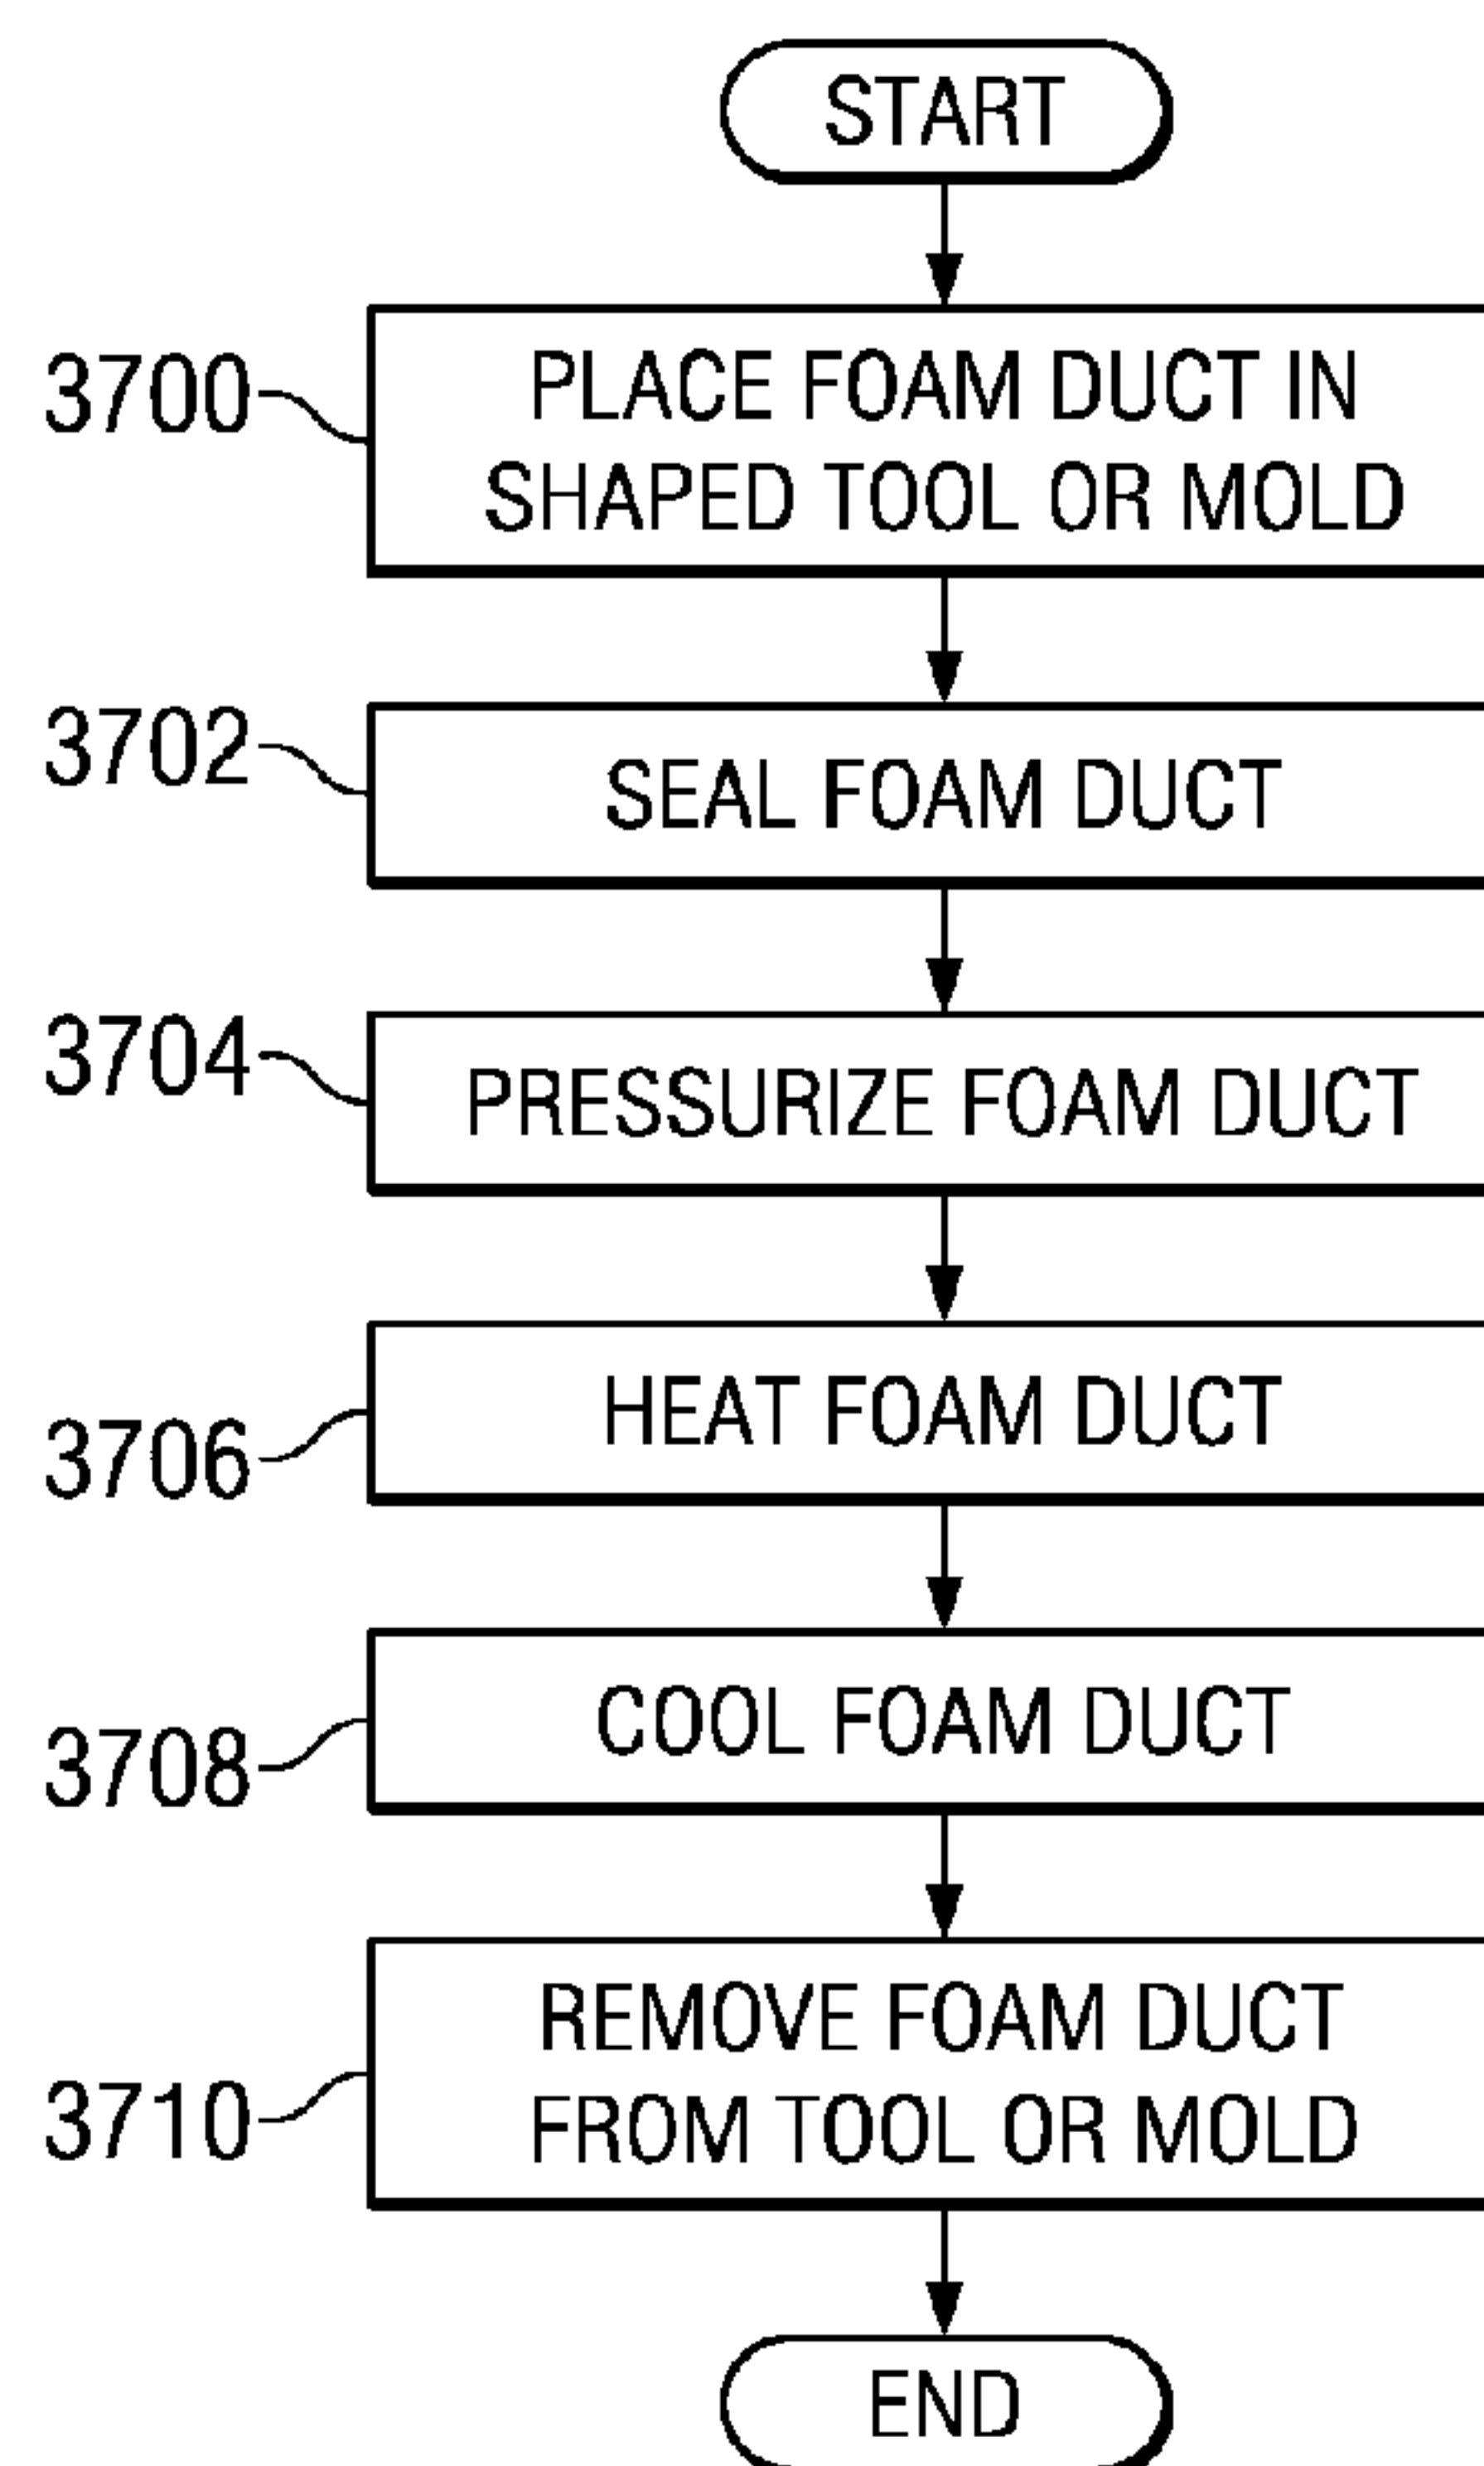 START
3700
PLACE FOAM DUCT IN
SHAPED TOOL OR MOLD
3702
SEAL FOAM DUCT
3704
PRESSURIZE FOAM DUCT
3706
HEAT FOAM DUCT
3708
COOL FOAM DUCT
3710
REMOVE FOAM DUCT
FROM TOOL OR MOLD
END